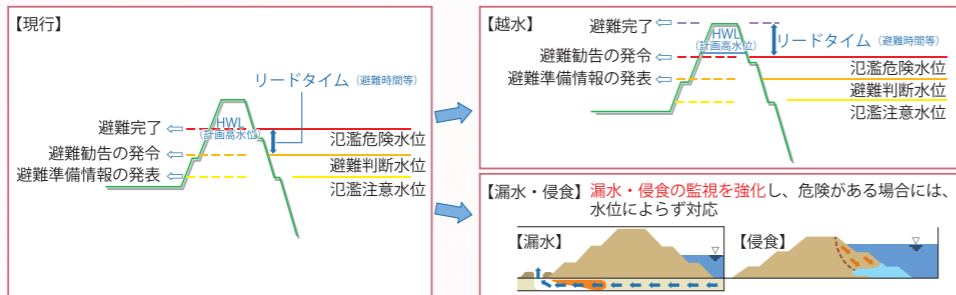 【現行】
リードタイム（避難時間等）
避難完了
HWL
(計画高水位)
氾濫危険水位
避難勧告の発令
避難判断水位
避難準備情報の発表
氾濫注意水位
【越水】
避難完了
HWL
(計画高水位)
リードタイム（避難時間等）
避難勧告の発令
氾濫危険水位
避難準備情報の発表
避難判断水位
氾濫注意水位
【漏水・侵食】漏水・侵食の監視を強化し、危険がある場合には、
水位によらず対応
【漏水】
【侵食】